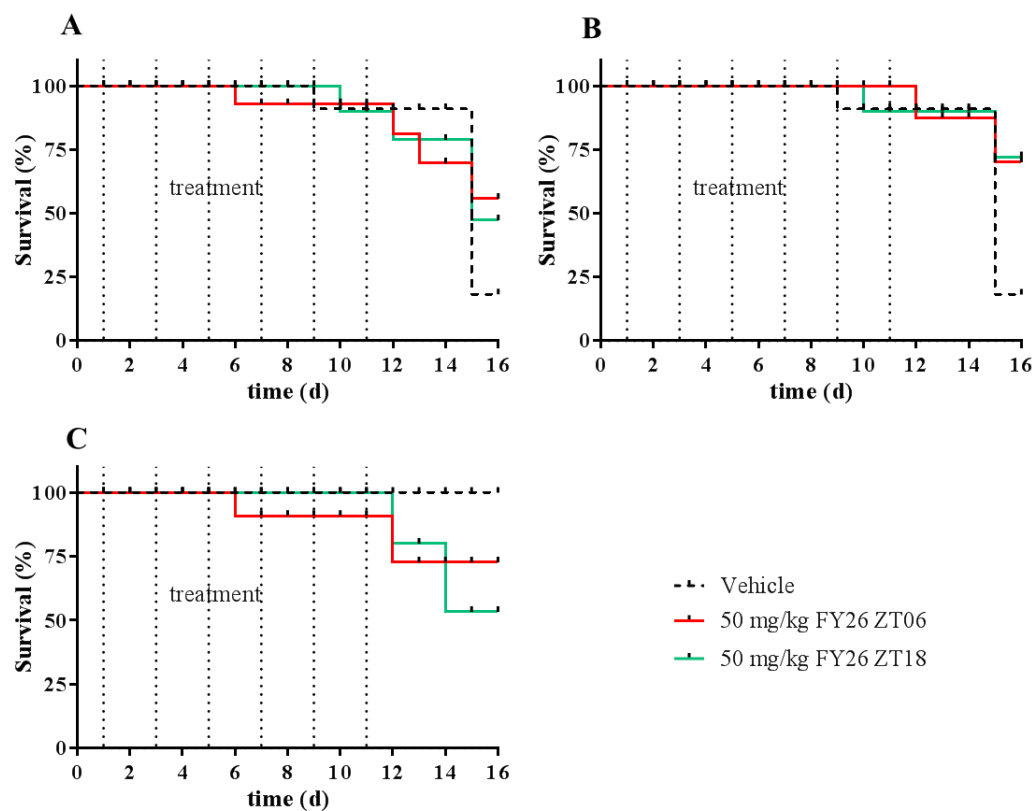 A
B
Survival (%)
100
75
50
25
0
treatment
0 2 4 6 8 10 12 14 16
time (d)
Survival (%)
100
75
50
25
0
treatment
0 2 4 6 8 10 12 14 16
time (d)
C
Survival (%)
100
75
50
25
0
treatment
0 2 4 6 8 10 12 14 16
time (d)
Vehicle
50 mg/kg FY26 ZT06
50 mg/kg FY26 ZT18